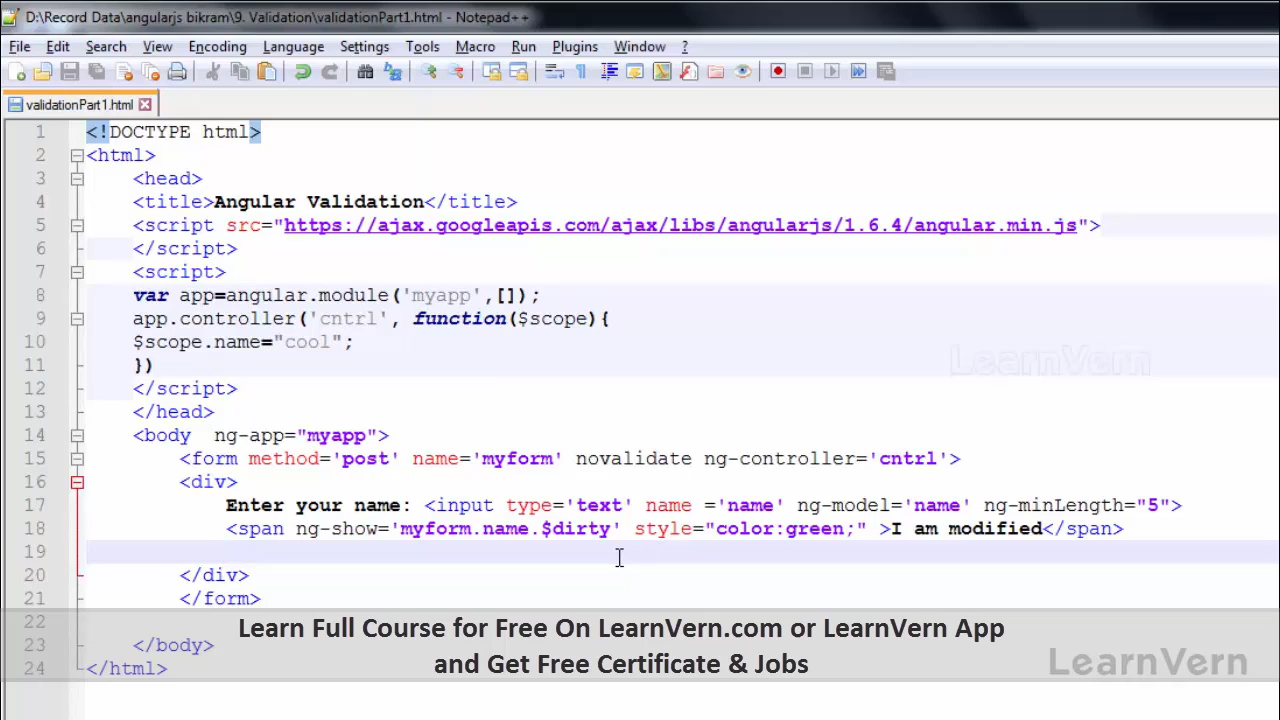 D:\Record Data\angularjs bikram\9. Validation\validationPart1.html - Notepad++
File Edit Search View Encoding Language Settings Tools Macro Run Plugins Window ?
validationPart1.html
1 <!DOCTYPE html>
2 <html>
3 <head>
4 <title>Angular Validation</title>
5 <script src="https://ajax.googleapis.com/ajax/libs/angularjs/1.6.4/angular.min.js">
6 </script>
7 <script>
8 var app=angular.module('myapp',[]);
9 app.controller('cntrl', function($scope){
10 $scope.name="cool";
11 })
12 </script>
13 </head>
14 <body  ng-app="myapp">
15 <form method='post' name='myform' novalidate ng-controller='cntrl'>
16 <div>
17 Enter your name: <input type='text' name ='name' ng-model='name' ng-minLength="5">
18 <span ng-show='myform.name.$dirty' style="color:green;" >I am modified</span>
19
20 </div>
21 </form>
22
23 </body>
24 </html>
LearnVern
Learn Full Course for Free On LearnVern.com or LearnVern App
and Get Free Certificate & Jobs
LearnVern